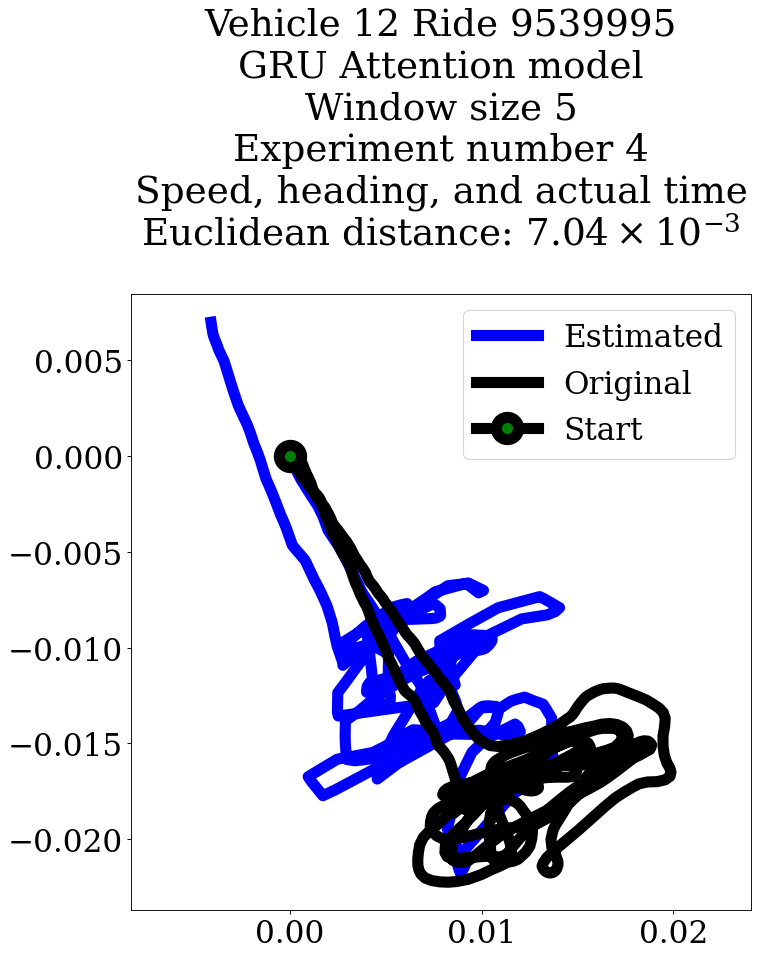 Vehicle 12 Ride 9539995
GRU Attention model
Window size 5
Experiment number 4
Speed, heading, and actual time
Euclidean distance: 7.04 × 10⁻³
Estimated
Original
Start
0.005
0.000
−0.005
−0.010
−0.015
−0.020
0.00 0.01 0.02